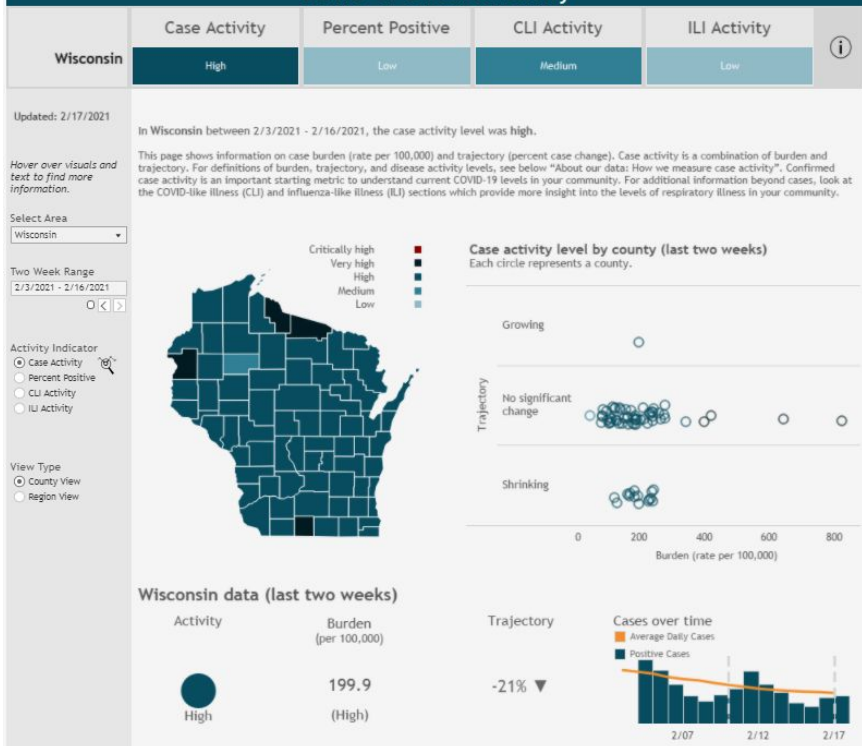 Case Activity
Percent Positive
CLI Activity
ILI Activity
Wisconsin
High
Low
Medium
Low
i
Updated: 2/17/2021
Hover over visuals and
text to find more
information.
Select Area
Wisconsin
Two Week Range
2/3/2021 - 2/16/2021
Activity Indicator
Case Activity
Percent Positive
CLI Activity
ILI Activity
View Type
County View
Region View
In Wisconsin between 2/3/2021 - 2/16/2021, the case activity level was high.
This page shows information on case burden (rate per 100,000) and trajectory (percent case change). Case activity is a combination of burden and
trajectory. For definitions of burden, trajectory, and disease activity levels, see below "About our data: How we measure case activity". Confirmed
case activity is an important starting metric to understand current COVID-19 levels in your community. For additional information beyond cases, look at
the COVID-like illness (CLI) and influenza-like illness (ILI) sections which provide more insight into the levels of respiratory illness in your community.
Critically high
Very high
High
Medium
Low
Case activity level by county (last two weeks)
Each circle represents a county.
Trajectory
Growing
No significant
change
Shrinking
0 200 400 600 800
Burden (rate per 100,000)
Wisconsin data (last two weeks)
Activity
High
Burden
(per 100,000)
199.9
(High)
Trajectory
-21% ▼
Cases over time
Average Daily Cases
Positive Cases
2/07 2/12 2/17